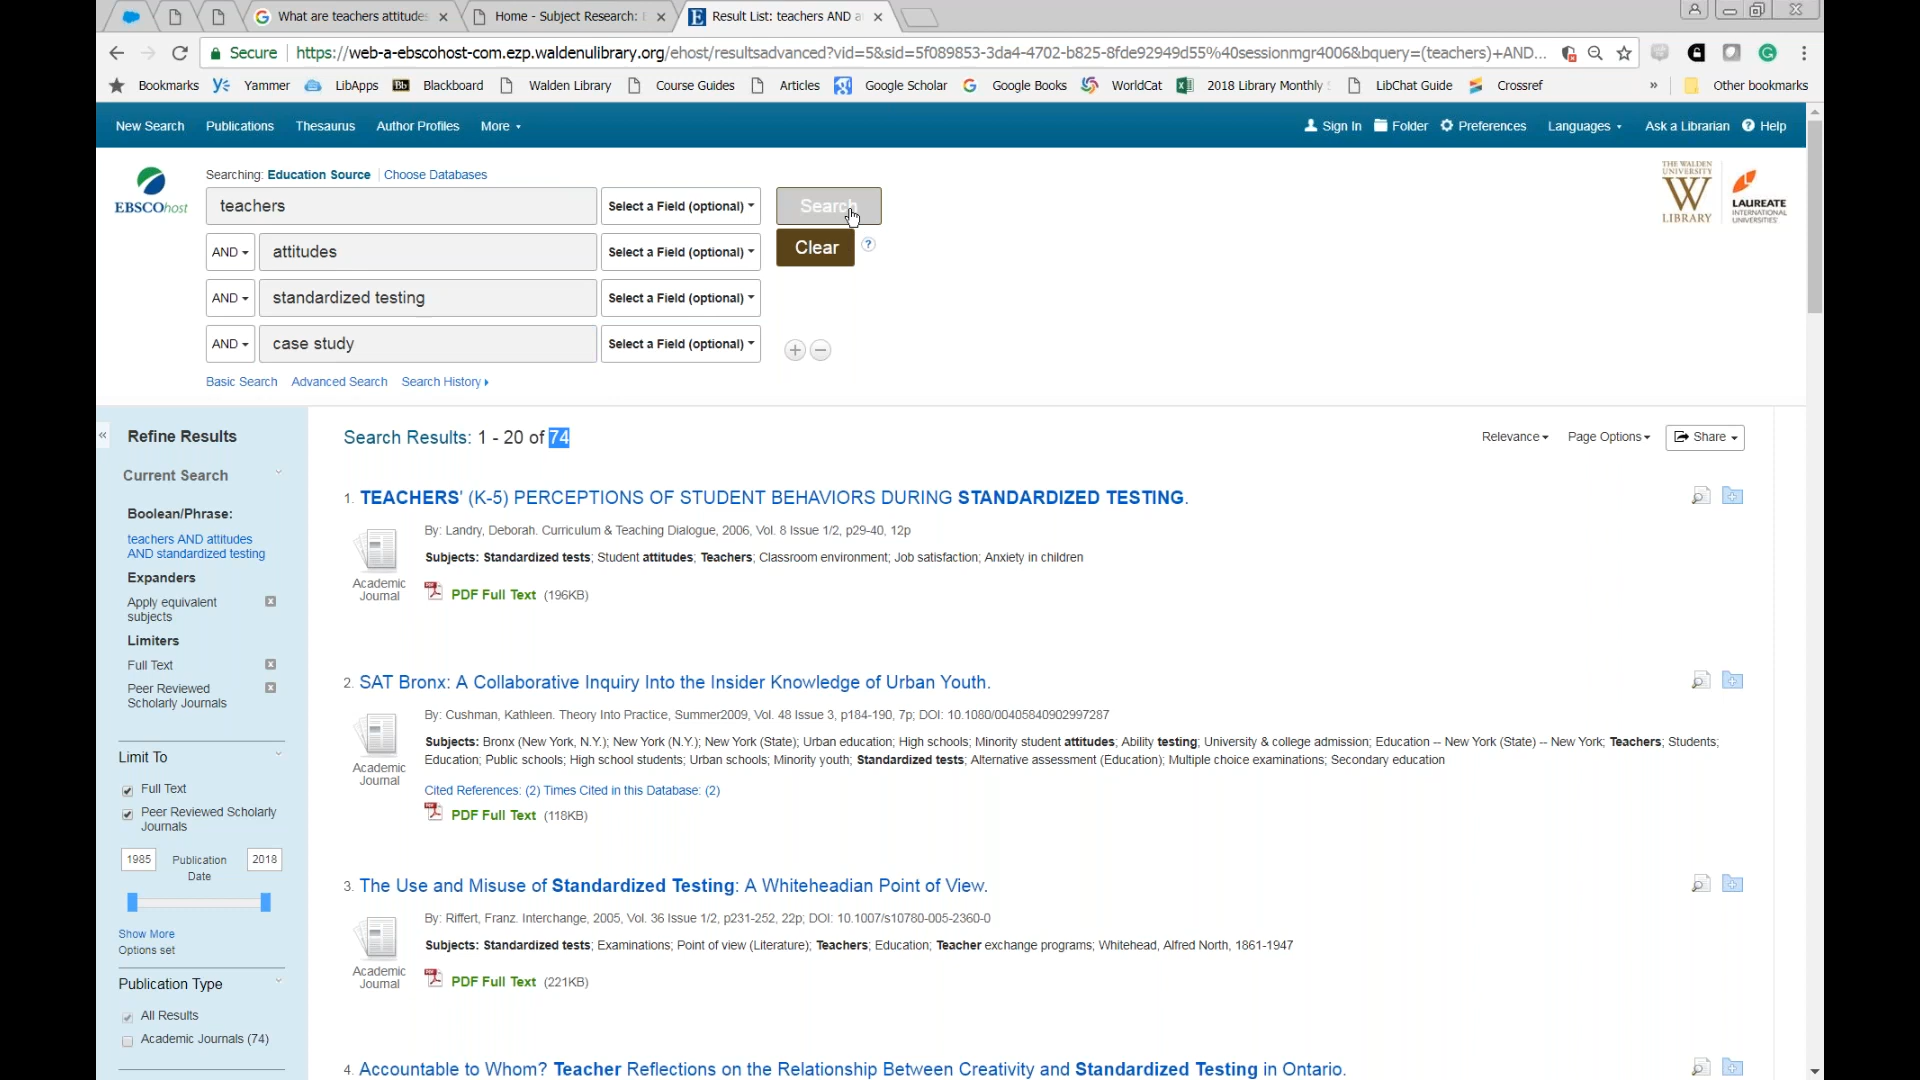 What are teachers attitudes
Home - Subject Research:
Result List: teachers AND a
Secure
https://web-a-ebscohost-com.ezp.waldenulibrary.org/ehost/resultsadvanced?vid=5&sid=5f089853-3da4-4702-b825-8fde92949d55%40sessionmgr4006&bquery=(teachers)+AND...
Bookmarks Yammer LibApps Bb Blackboard Walden Library Course Guides Articles Google Scholar Google Books WorldCat 2018 Library Monthly LibChat Guide Crossref » Other bookmarks
New Search Publications Thesaurus Author Profiles More Sign In Folder Preferences Languages Ask a Librarian Help
Searching: Education Source Choose Databases
EBSCOhost
teachers Select a Field (optional) Search
AND attitudes Select a Field (optional) Clear ?
AND standardized testing Select a Field (optional)
AND case study Select a Field (optional)
Basic Search Advanced Search Search History
THE WALDEN
UNIVERSITY
W
LIBRARY
LAUREATE
INTERNATIONAL
UNIVERSITIES
«
Refine Results
Current Search
Boolean/Phrase:
teachers AND attitudes
AND standardized testing
Expanders
Apply equivalent
subjects
Limiters
Full Text
Peer Reviewed
Scholarly Journals
Limit To
Full Text
Peer Reviewed Scholarly
Journals
1985 Publication 2018
Date
Show More
Options set
Publication Type
All Results
Academic Journals (74)
Search Results: 1 - 20 of 74
Relevance Page Options Share
1. TEACHERS' (K-5) PERCEPTIONS OF STUDENT BEHAVIORS DURING STANDARDIZED TESTING.
By: Landry, Deborah. Curriculum & Teaching Dialogue, 2006, Vol. 8 Issue 1/2, p29-40, 12p
Subjects: Standardized tests; Student attitudes; Teachers; Classroom environment; Job satisfaction; Anxiety in children
Academic
Journal
PDF Full Text (196KB)
2. SAT Bronx: A Collaborative Inquiry Into the Insider Knowledge of Urban Youth.
By: Cushman, Kathleen. Theory Into Practice, Summer2009, Vol. 48 Issue 3, p184-190, 7p; DOI: 10.1080/00405840902997287
Subjects: Bronx (New York, N.Y.); New York (N.Y.); New York (State); Urban education; High schools; Minority student attitudes; Ability testing; University & college admission; Education -- New York (State) -- New York; Teachers; Students;
Education; Public schools; High school students; Urban schools; Minority youth; Standardized tests; Alternative assessment (Education); Multiple choice examinations; Secondary education
Academic
Journal
Cited References: (2) Times Cited in this Database: (2)
PDF Full Text (118KB)
3. The Use and Misuse of Standardized Testing: A Whiteheadian Point of View.
By: Riffert, Franz. Interchange, 2005, Vol. 36 Issue 1/2, p231-252, 22p; DOI: 10.1007/s10780-005-2360-0
Subjects: Standardized tests; Examinations; Point of view (Literature); Teachers; Education; Teacher exchange programs; Whitehead, Alfred North, 1861-1947
Academic
Journal
PDF Full Text (221KB)
4. Accountable to Whom? Teacher Reflections on the Relationship Between Creativity and Standardized Testing in Ontario.